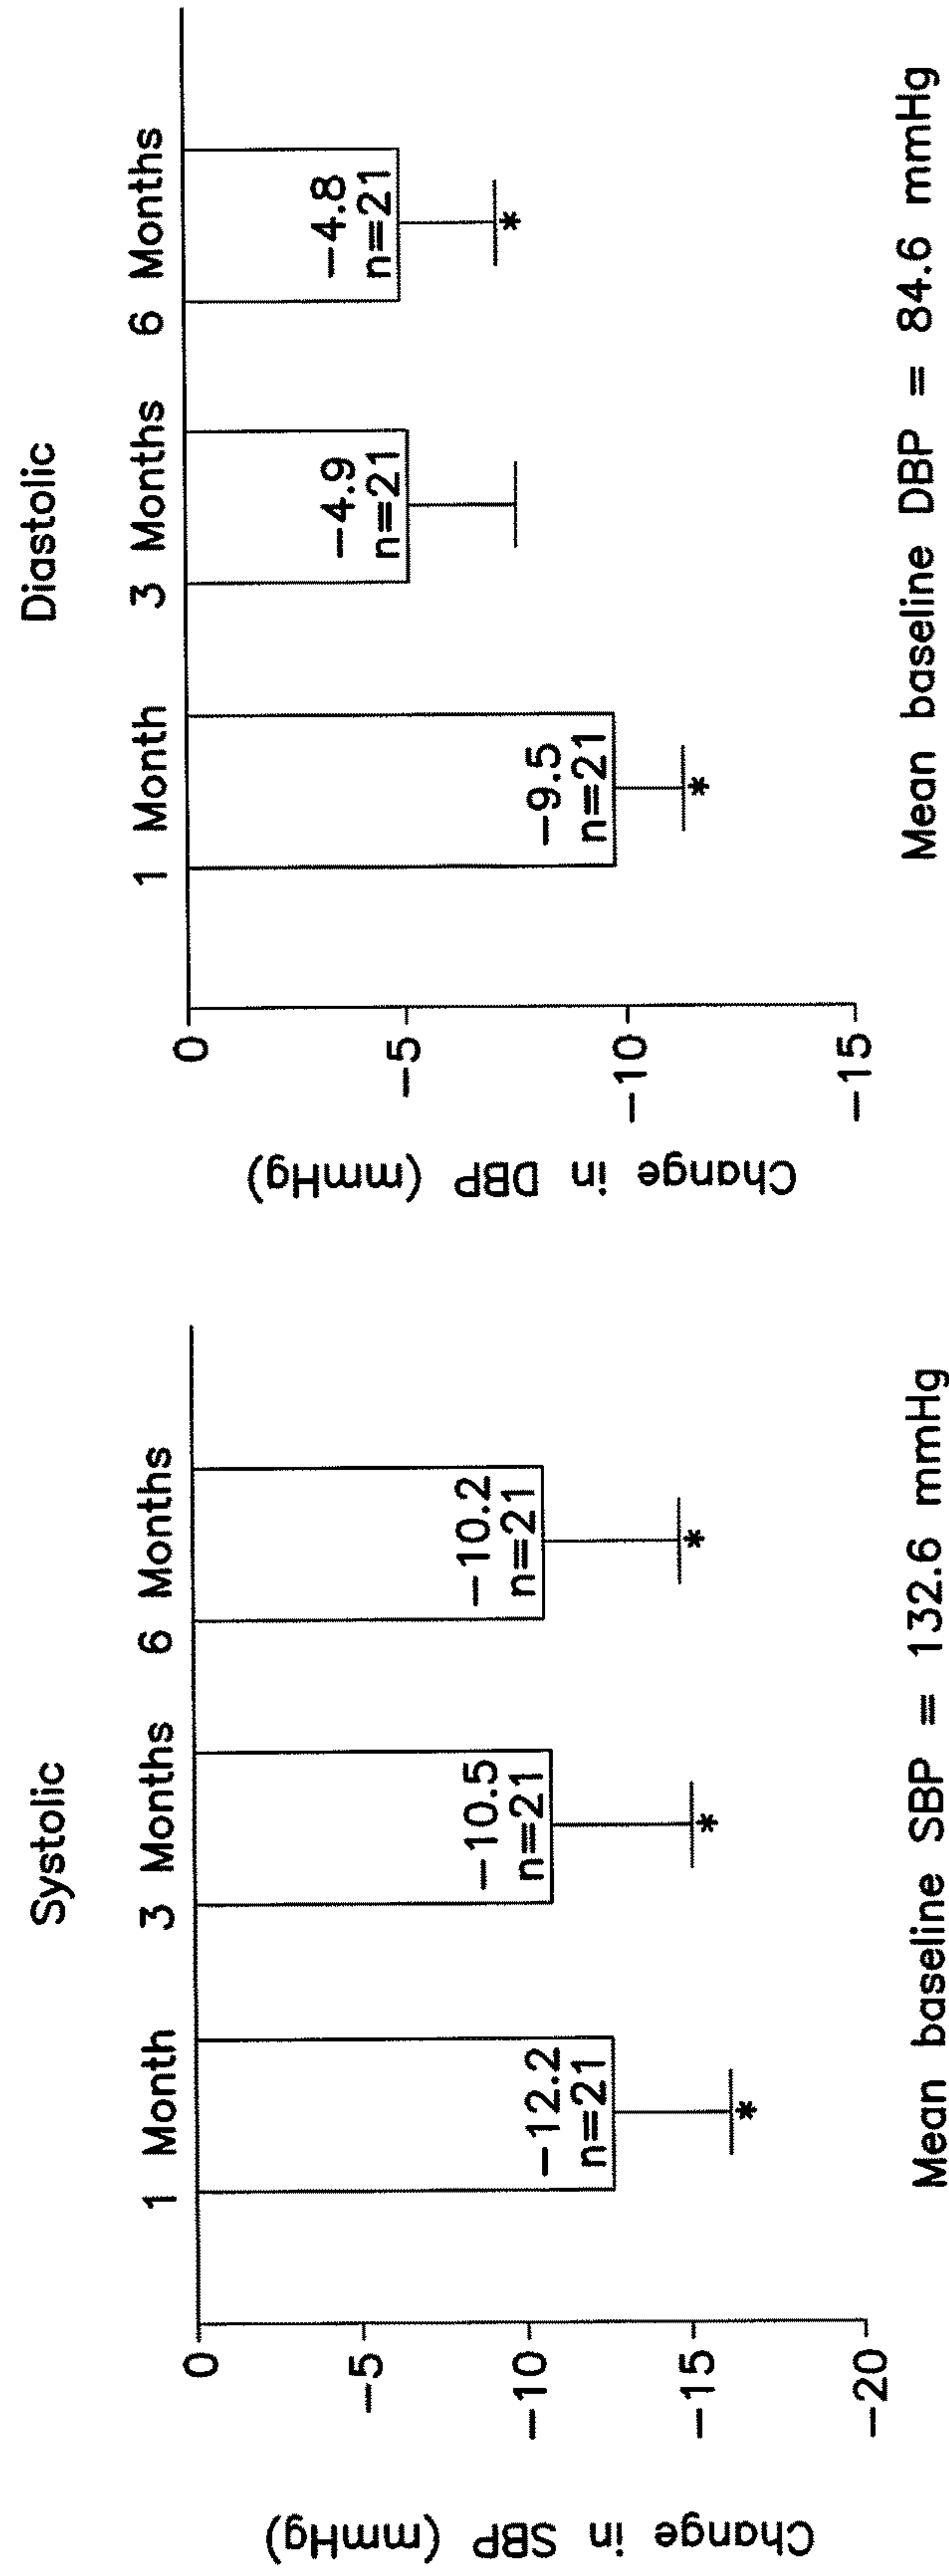 Systolic
1 Month
3 Months
6 Months
Change in SBP (mmHg)
0
−5
−10
−15
−20
−12.2
n=21
*
−10.5
n=21
*
−10.2
n=21
*
Mean baseline SBP = 132.6 mmHg
Diastolic
1 Month
3 Months
6 Months
Change in DBP (mmHg)
0
−5
−10
−15
−9.5
n=21
*
−4.9
n=21
−4.8
n=21
*
Mean baseline DBP = 84.6 mmHg